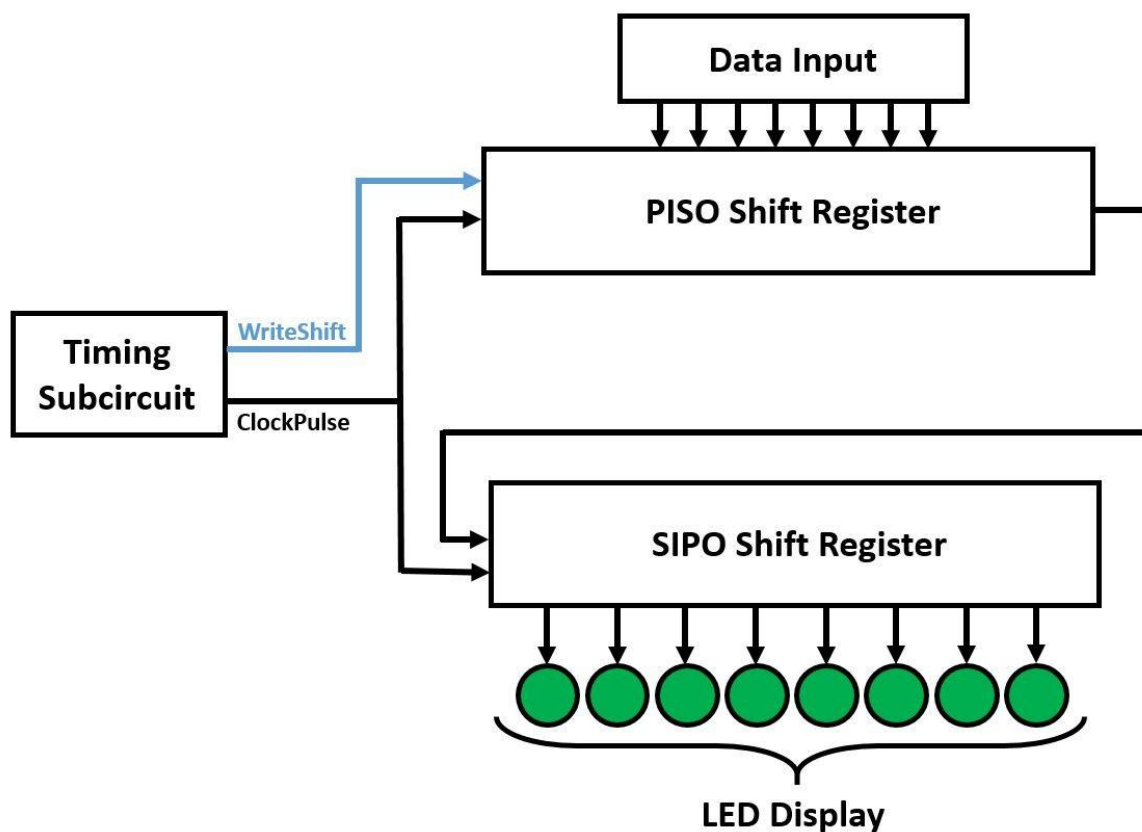 Data Input
PISO Shift Register
WriteShift
Timing
Subcircuit
ClockPulse
SIPO Shift Register
LED Display